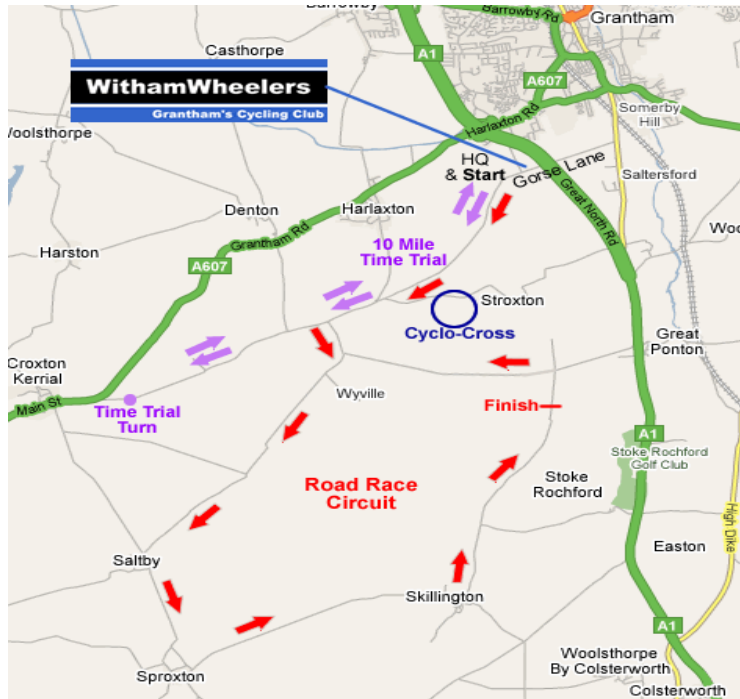 Barrowby
Barrowby Rd
Grantham
Casthorpe
A1
A607
WithamWheelers
Grantham's Cycling Club
Somerby
Hill
Harlaxton Rd
Woolsthorpe
HQ
& Start
Gorse Lane
Saltersford
Great North Rd
Denton
Harlaxton
Grantham Rd
Harston
10 Mile
Time Trial
A607
Stroxton
Cyclo-Cross
Great
Ponton
Croxton
Kerrial
Main St
Time Trial
Turn
Wyville
Finish
A1
Stoke Rochford
Golf Club
Road Race
Circuit
Stoke
Rochford
High Dike
Easton
Saltby
Skillington
A1
Woolsthorpe
By Colsterworth
Sproxton
Colsterworth